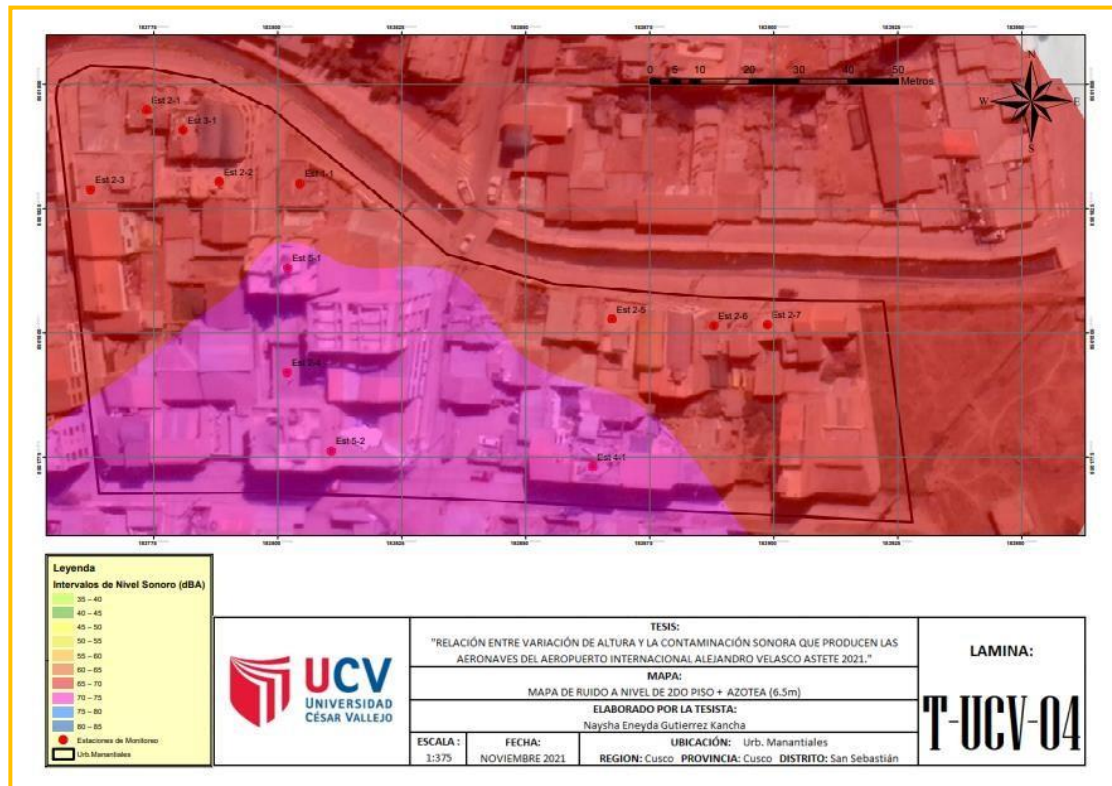 0 5 10 20 30 40 50
Metros
N
W E
S
Est 2-1
Est 3-1
Est 2-2
Est 1-1
Est 2-3
Est 5-1
Est 2-5
Est 2-6
Est 2-7
Est 2-4
Est 5-2
Est 4-1
Leyenda
Intervalos de Nivel Sonoro (dBA)
35 – 40
40 – 45
45 – 50
50 – 55
55 – 60
60 – 65
65 – 70
70 – 75
75 – 80
80 – 85
Estaciones de Monitoreo
Urb.Manantiales
UCV
UNIVERSIDAD
CÉSAR VALLEJO
TESIS:
"RELACIÓN ENTRE VARIACIÓN DE ALTURA Y LA CONTAMINACIÓN SONORA QUE PRODUCEN LAS
AERONAVES DEL AEROPUERTO INTERNACIONAL ALEJANDRO VELASCO ASTETE 2021."
MAPA:
MAPA DE RUIDO A NIVEL DE 2DO PISO + AZOTEA (6.5m)
ELABORADO POR LA TESISTA:
Naysha Eneyda Gutierrez Kancha
ESCALA :
1:375
FECHA:
NOVIEMBRE 2021
UBICACIÓN: Urb. Manantiales
REGION: Cusco PROVINCIA: Cusco DISTRITO: San Sebastián
LAMINA:
T-UCV-04